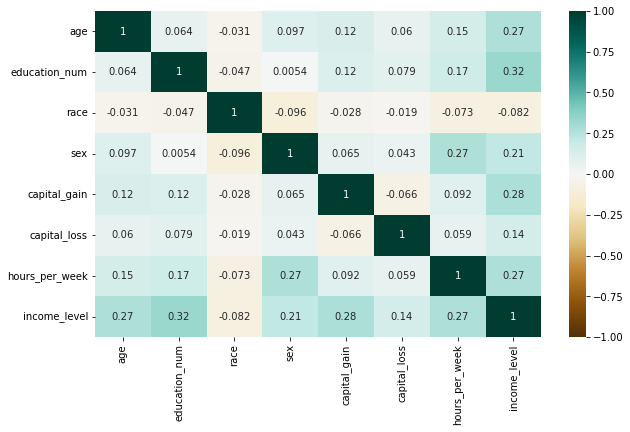 age 1 0.064 -0.031 0.097 0.12 0.06 0.15 0.27
education_num 0.064 1 -0.047 0.0054 0.12 0.079 0.17 0.32
race -0.031 -0.047 1 -0.096 -0.028 -0.019 -0.073 -0.082
sex 0.097 0.0054 -0.096 1 0.065 0.043 0.27 0.21
capital_gain 0.12 0.12 -0.028 0.065 1 -0.066 0.092 0.28
capital_loss 0.06 0.079 -0.019 0.043 -0.066 1 0.059 0.14
hours_per_week 0.15 0.17 -0.073 0.27 0.092 0.059 1 0.27
income_level 0.27 0.32 -0.082 0.21 0.28 0.14 0.27 1
age
education_num
race
sex
capital_gain
capital_loss
hours_per_week
income_level
1.00
0.75
0.50
0.25
0.00
−0.25
−0.50
−0.75
−1.00